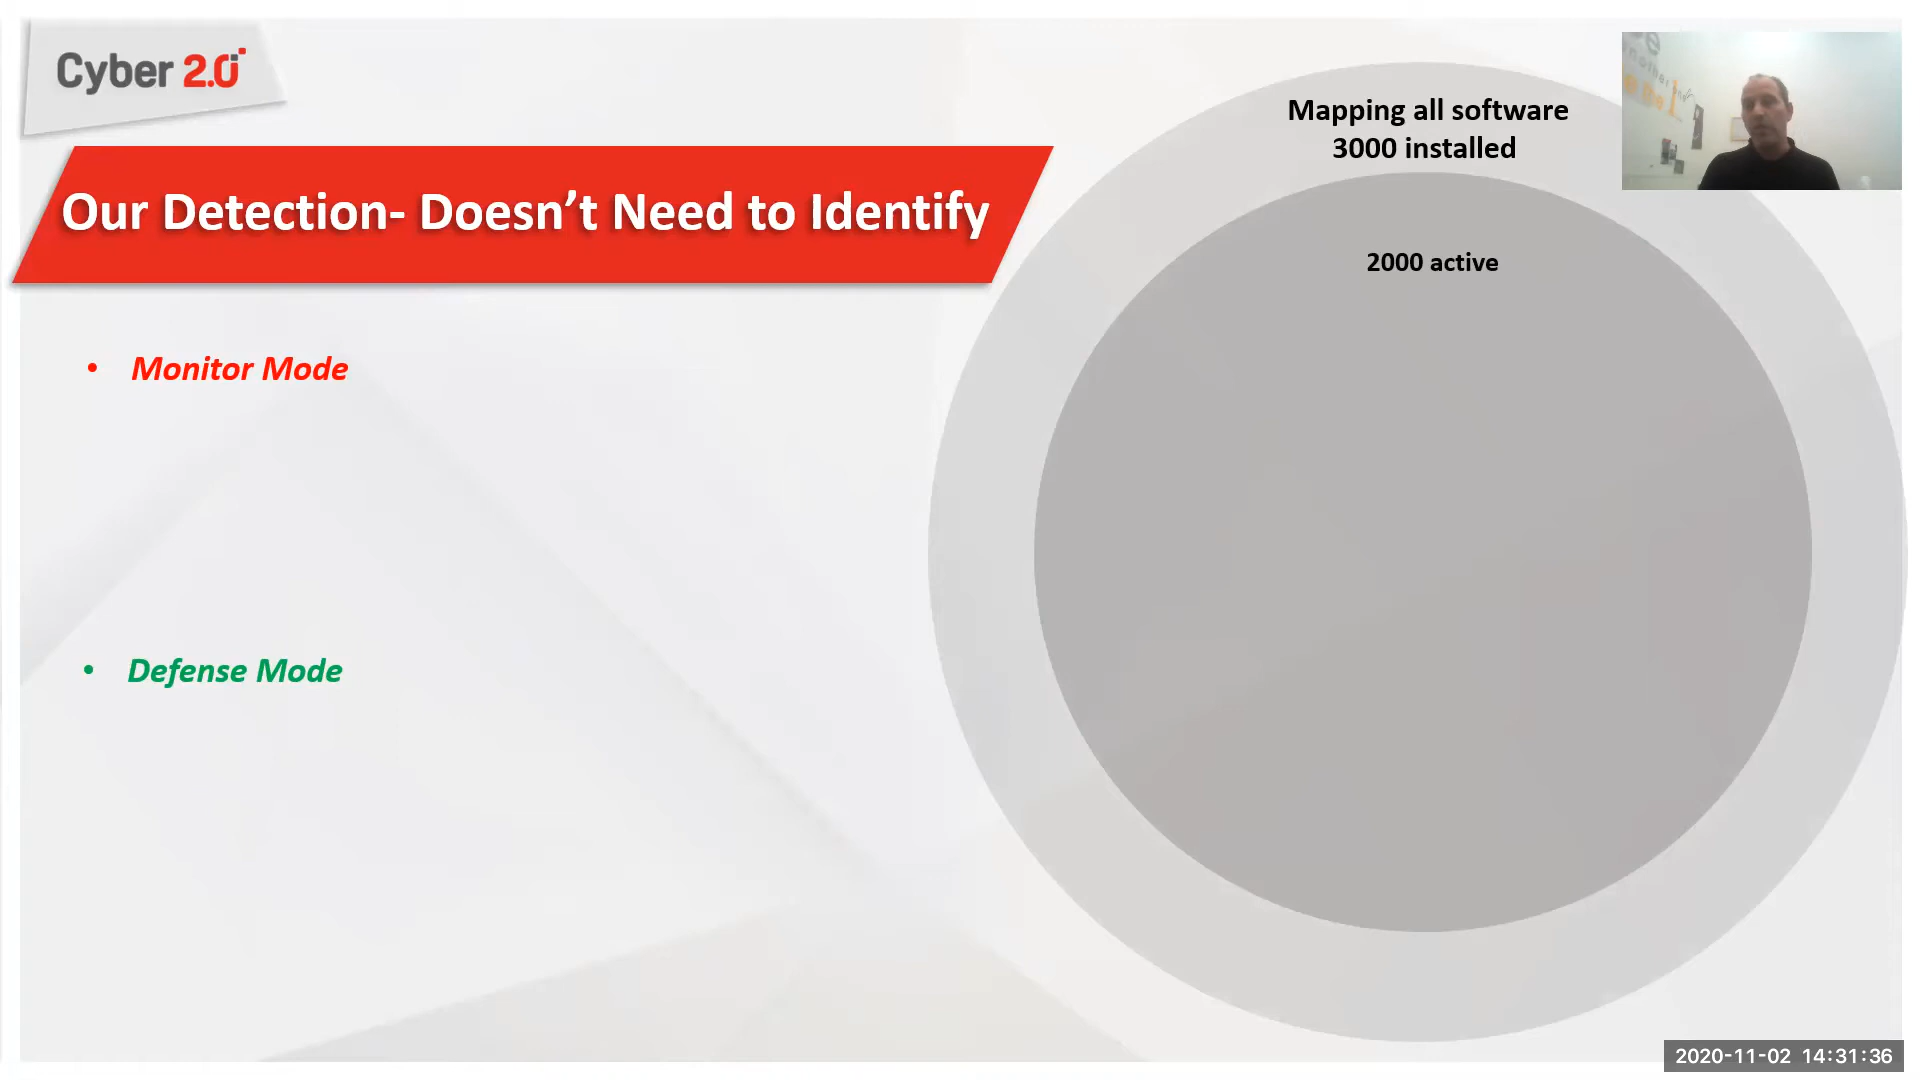 Cyber 2.0
Mapping all software
3000 installed
Our Detection- Doesn’t Need to Identify
2000 active
• Monitor Mode
• Defense Mode
2020-11-02 14:31:36